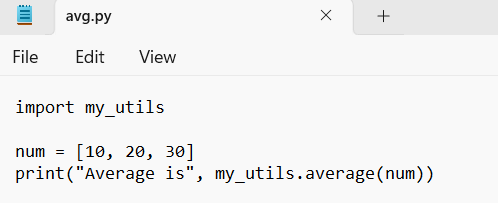 avg.py
File Edit View
import my_utils
num = [10, 20, 30]
print("Average is", my_utils.average(num))